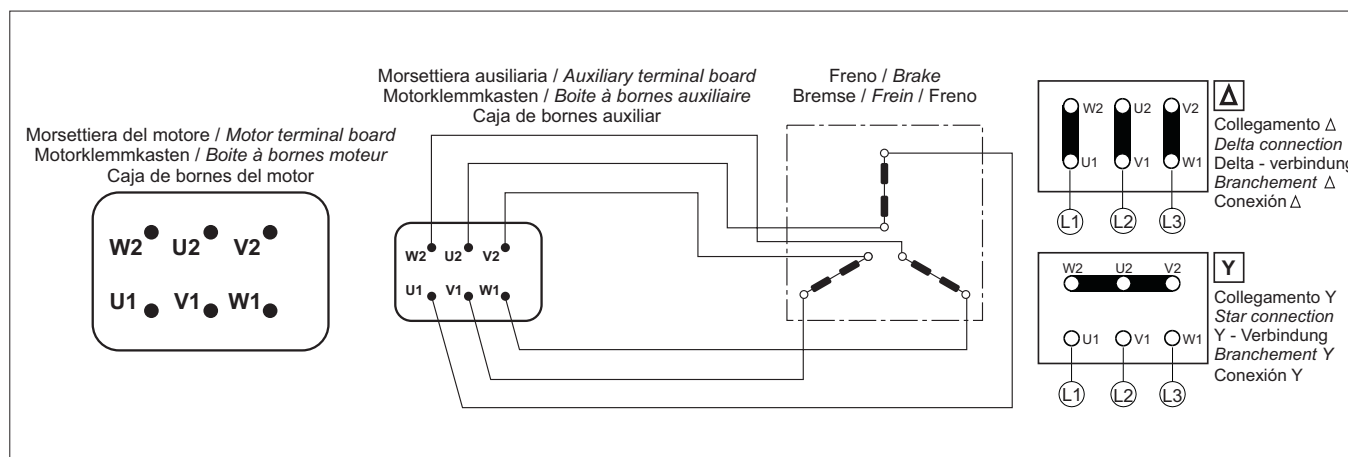 Morsettiera del motore / Motor terminal board
Motorklemmkasten / Boite à bornes moteur
Caja de bornes del motor
W2 U2 V2
U1 V1 W1
Morsettiera ausiliaria / Auxiliary terminal board
Motorklemmkasten / Boite à bornes auxiliaire
Caja de bornes auxiliar
W2 U2 V2
U1 V1 W1
Freno / Brake
Bremse / Frein / Freno
W2 U2 V2
U1 V1 W1
L1 L2 L3
Δ
Collegamento Δ
Delta connection
Delta - verbindung
Branchement Δ
Conexión Δ
W2 U2 V2
U1 V1 W1
L1 L2 L3
Y
Collegamento Y
Star connection
Y - Verbindung
Branchement Y
Conexión Y